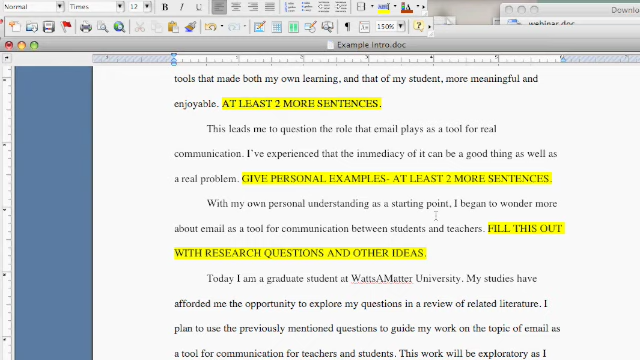 Normal
Times
12
B I U
150%
Downloa
webinar.doc
Example Intro.doc
tools that made both my own learning, and that of my student, more meaningful and
enjoyable. AT LEAST 2 MORE SENTENCES.
This leads me to question the role that email plays as a tool for real
communication. I've experienced that the immediacy of it can be a good thing as well as
a real problem. GIVE PERSONAL EXAMPLES- AT LEAST 2 MORE SENTENCES.
With my own personal understanding as a starting point, I began to wonder more
about email as a tool for communication between students and teachers. FILL THIS OUT
WITH RESEARCH QUESTIONS AND OTHER IDEAS.
Today I am a graduate student at WattsAMatter University. My studies have
afforded me the opportunity to explore my questions in a review of related literature. I
plan to use the previously mentioned questions to guide my work on the topic of email as
a tool for communication for teachers and students. This work will be exploratory as I